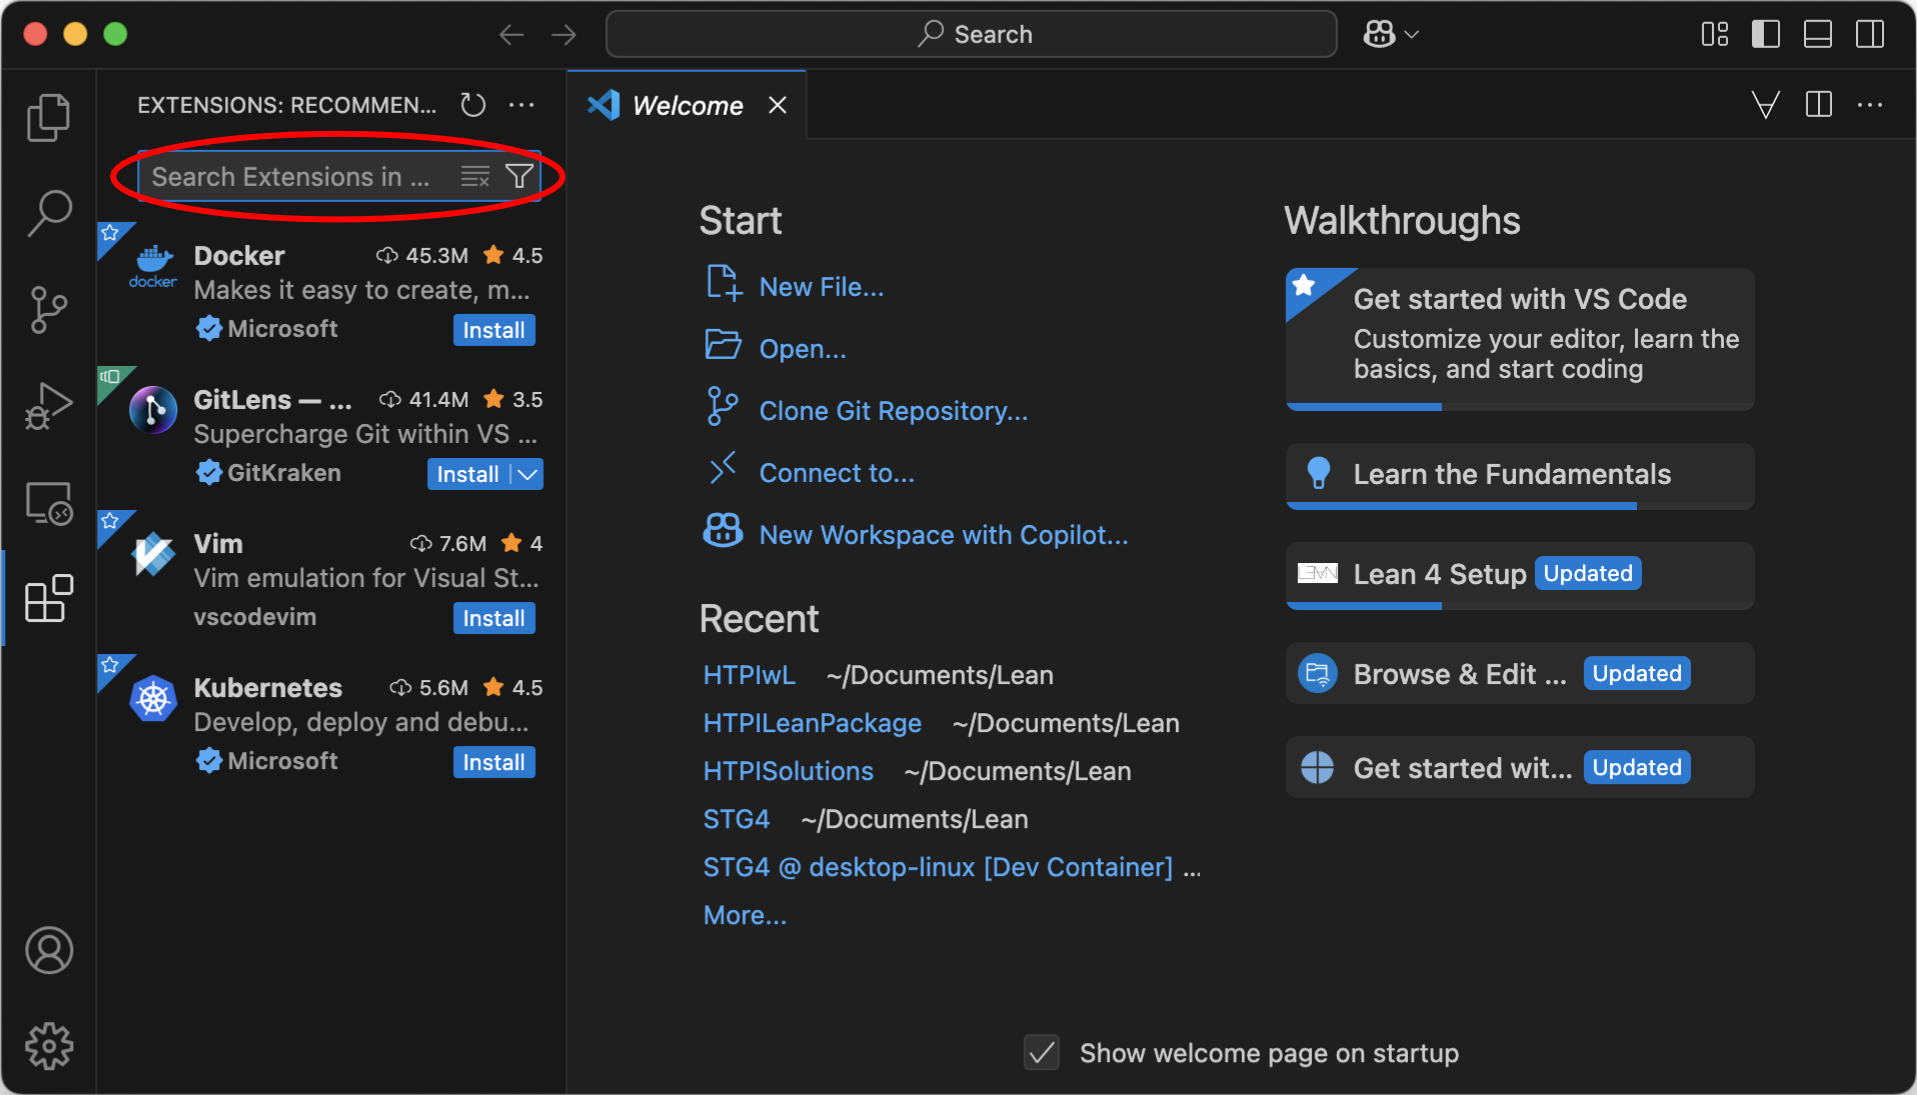 Search
EXTENSIONS: RECOMMEN...
Welcome
Search Extensions in ...
Docker 45.3M 4.5
docker
Makes it easy to create, m...
Microsoft Install
GitLens — ... 41.4M 3.5
Supercharge Git within VS ...
GitKraken Install
Vim 7.6M 4
Vim emulation for Visual St...
vscodevim Install
Kubernetes 5.6M 4.5
Develop, deploy and debu...
Microsoft Install
Start
New File...
Open...
Clone Git Repository...
Connect to...
New Workspace with Copilot...
Recent
HTPIwL ~/Documents/Lean
HTPILeanPackage ~/Documents/Lean
HTPISolutions ~/Documents/Lean
STG4 ~/Documents/Lean
STG4 @ desktop-linux [Dev Container] ...
More...
Walkthroughs
Get started with VS Code
Customize your editor, learn the
basics, and start coding
Learn the Fundamentals
L∃∀N Lean 4 Setup Updated
Browse & Edit ... Updated
Get started wit... Updated
Show welcome page on startup